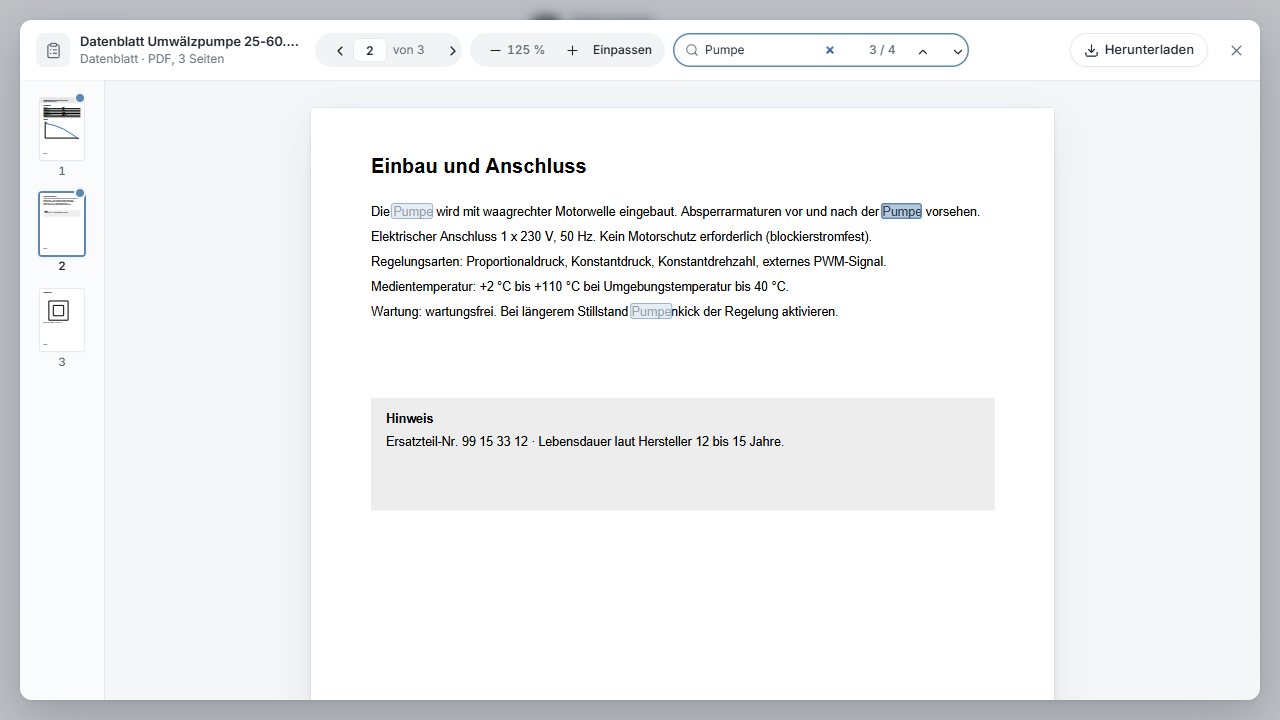 Datenblatt Umwälzpumpe 25-60....
Datenblatt · PDF, 3 Seiten
2 von 3
125 %
Einpassen
Pumpe
3 / 4
Herunterladen
1
2
3
Einbau und Anschluss
Die Pumpe wird mit waagrechter Motorwelle eingebaut. Absperrarmaturen vor und nach der Pumpe vorsehen.
Elektrischer Anschluss 1 x 230 V, 50 Hz. Kein Motorschutz erforderlich (blockierstromfest).
Regelungsarten: Proportionaldruck, Konstantdruck, Konstantdrehzahl, externes PWM-Signal.
Medientemperatur: +2 °C bis +110 °C bei Umgebungstemperatur bis 40 °C.
Wartung: wartungsfrei. Bei längerem Stillstand Pumpenkick der Regelung aktivieren.
Hinweis
Ersatzteil-Nr. 99 15 33 12 · Lebensdauer laut Hersteller 12 bis 15 Jahre.